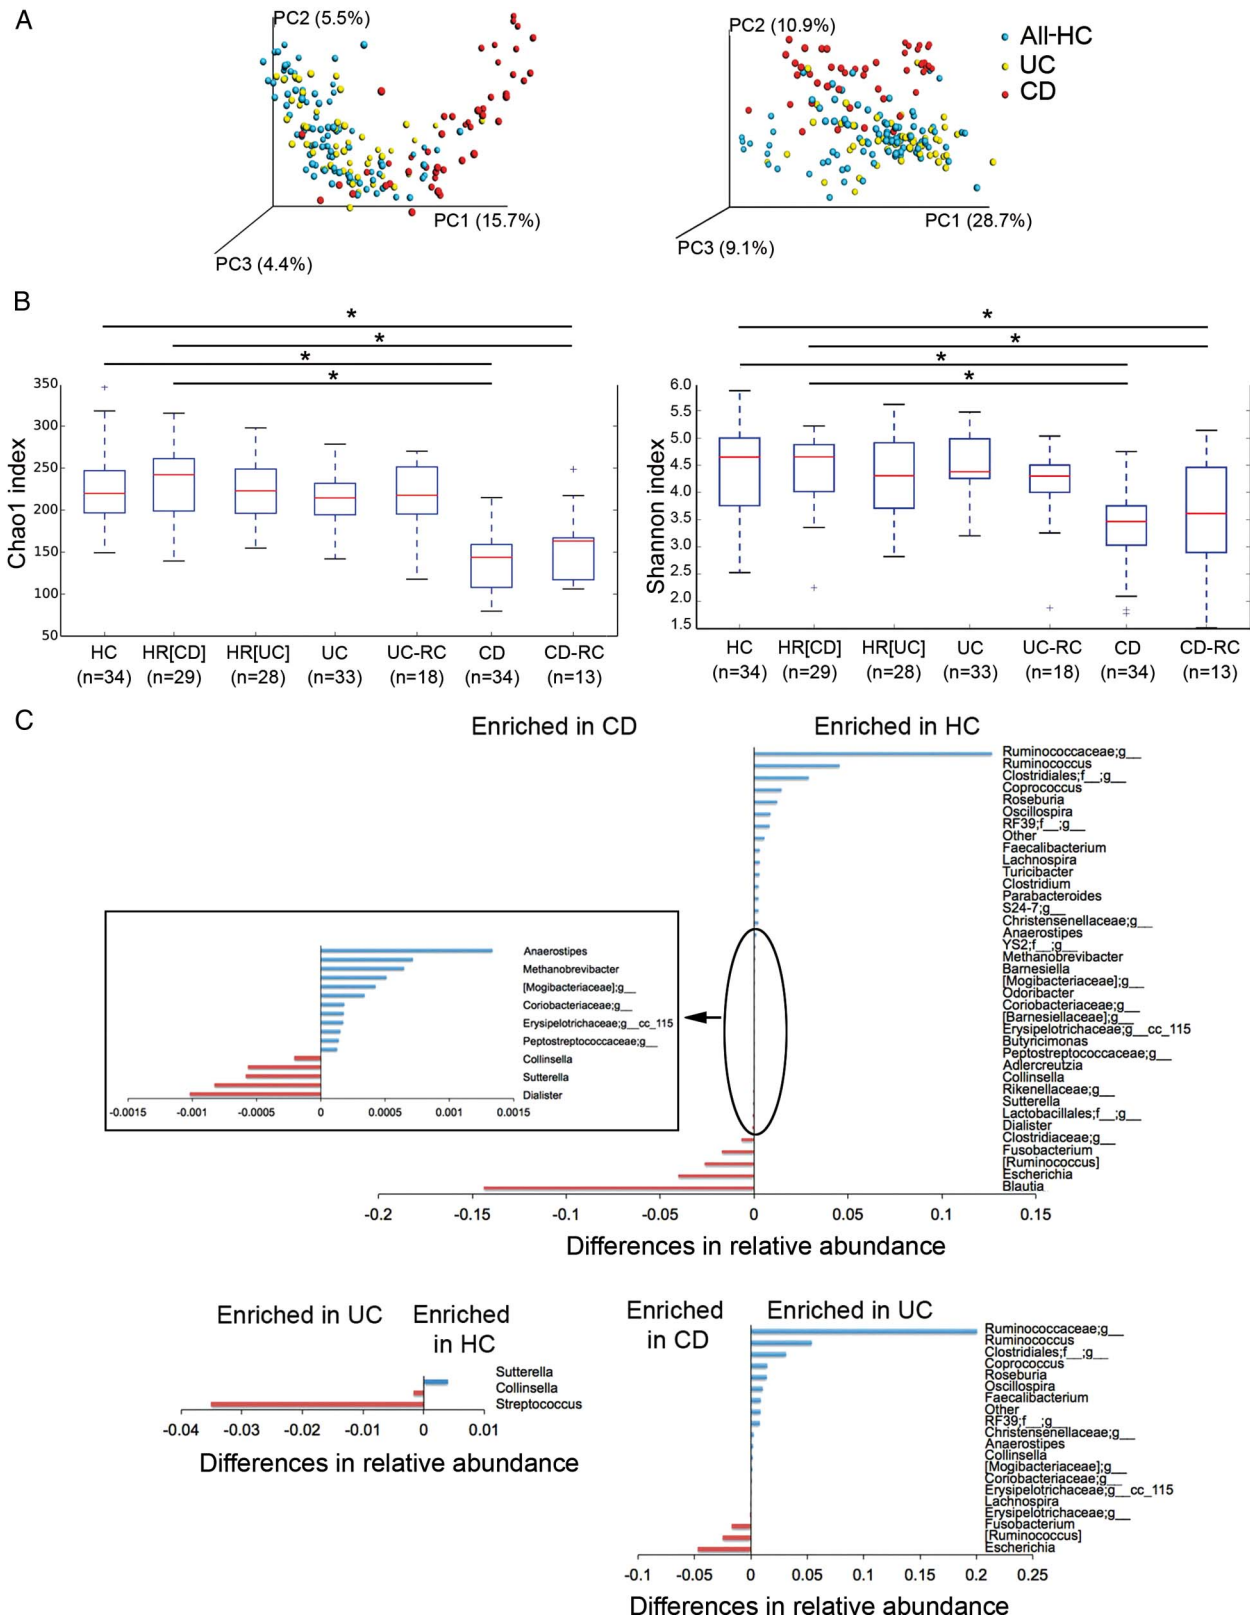 A
PC2 (5.5%)
PC1 (15.7%)
PC3 (4.4%)
PC2 (10.9%)
PC1 (28.7%)
PC3 (9.1%)
All-HC
UC
CD
B
*
*
*
*
Chao1 index
350
300
250
200
150
100
50
HC HR[CD] HR[UC] UC UC-RC CD CD-RC
(n=34) (n=29) (n=28) (n=33) (n=18) (n=34) (n=13)
*
*
*
*
Shannon index
6.0
5.5
5.0
4.5
4.0
3.5
3.0
2.5
2.0
1.5
HC HR[CD] HR[UC] UC UC-RC CD CD-RC
(n=34) (n=29) (n=28) (n=33) (n=18) (n=34) (n=13)
C
Enriched in CD Enriched in HC
Ruminococcaceae;g__
Ruminococcus
Clostridiales;f__;g__
Coprococcus
Roseburia
Oscillospira
RF39;f__;g__
Other
Faecalibacterium
Lachnospira
Turicibacter
Clostridium
Parabacteroides
S24-7;g__
Christensenellaceae;g__
Anaerostipes
YS2;f__;g__
Methanobrevibacter
Barnesiella
[Mogibacteriaceae];g__
Odoribacter
Coriobacteriaceae;g__
[Barnesiellaceae];g__
Erysipelotrichaceae;g__cc_115
Butyricimonas
Peptostreptococcaceae;g__
Adlercreutzia
Collinsella
Rikenellaceae;g__
Sutterella
Lactobacillales;f__;g__
Dialister
Clostridiaceae;g__
Fusobacterium
[Ruminococcus]
Escherichia
Blautia
-0.2 -0.15 -0.1 -0.05 0 0.05 0.1 0.15
Differences in relative abundance
Anaerostipes
Methanobrevibacter
[Mogibacteriaceae];g__
Coriobacteriaceae;g__
Erysipelotrichaceae;g__cc_115
Peptostreptococcaceae;g__
Collinsella
Sutterella
Dialister
-0.0015 -0.001 -0.0005 0 0.0005 0.001 0.0015
Enriched in UC Enriched
in HC
Sutterella
Collinsella
Streptococcus
-0.04 -0.03 -0.02 -0.01 0 0.01
Differences in relative abundance
Enriched
in CD
Enriched in UC
Ruminococcaceae;g__
Ruminococcus
Clostridiales;f__;g__
Coprococcus
Roseburia
Oscillospira
Faecalibacterium
Other
RF39;f__;g__
Christensenellaceae;g__
Anaerostipes
Collinsella
[Mogibacteriaceae];g__
Coriobacteriaceae;g__
Erysipelotrichaceae;g__cc_115
Lachnospira
Erysipelotrichaceae;g__
Fusobacterium
[Ruminococcus]
Escherichia
-0.1 -0.05 0 0.05 0.1 0.15 0.2 0.25
Differences in relative abundance